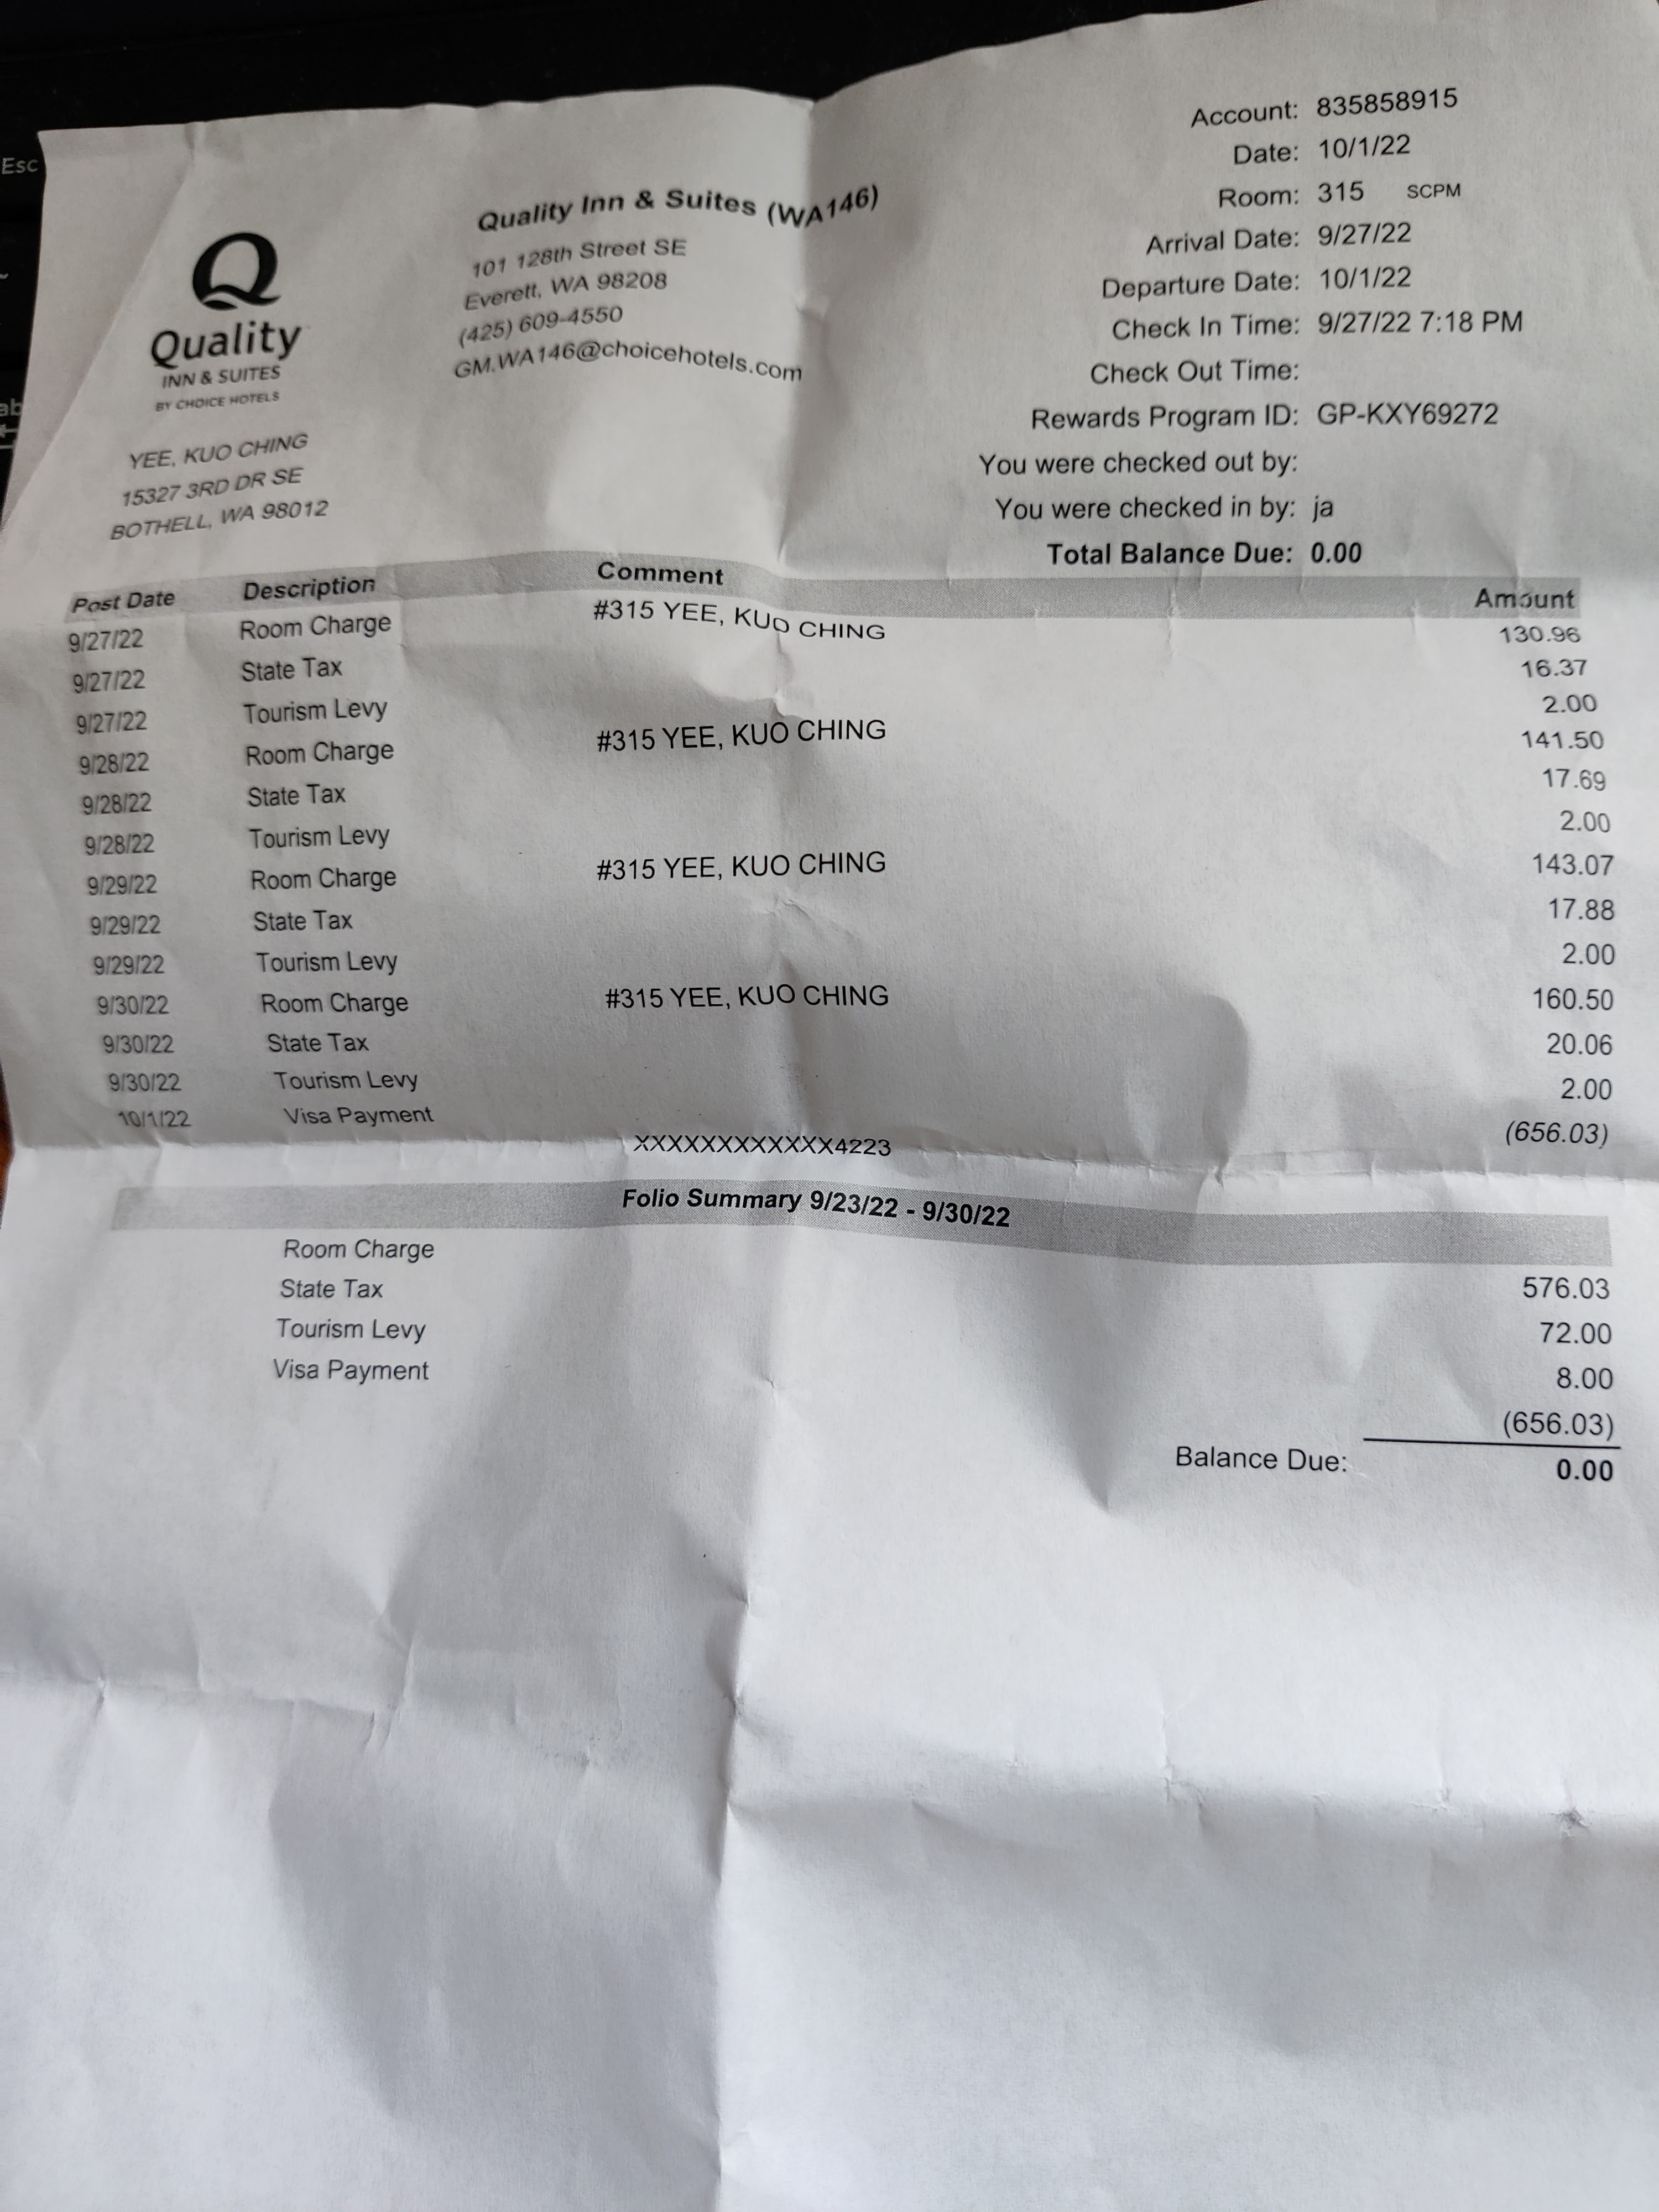 Esc
ab
Q
Quality
INN & SUITES
BY CHOICE HOTELS
Quality Inn & Suites (WA146)
101 128th Street SE
Everett, WA 98208
(425) 609-4550
GM.WA146@choicehotels.com
YEE, KUO CHING
15327 3RD DR SE
BOTHELL, WA 98012
Account: 835858915
Date: 10/1/22
Room: 315 SCPM
Arrival Date: 9/27/22
Departure Date: 10/1/22
Check In Time: 9/27/22 7:18 PM
Check Out Time:
Rewards Program ID: GP-KXY69272
You were checked out by:
You were checked in by: ja
Total Balance Due: 0.00
Post Date Description Comment Amount
9/27/22 Room Charge #315 YEE, KUO CHING 130.96
9/27/22 State Tax 16.37
9/27/22 Tourism Levy 2.00
9/28/22 Room Charge #315 YEE, KUO CHING 141.50
9/28/22 State Tax 17.69
9/28/22 Tourism Levy 2.00
9/29/22 Room Charge #315 YEE, KUO CHING 143.07
9/29/22 State Tax 17.88
9/29/22 Tourism Levy 2.00
9/30/22 Room Charge #315 YEE, KUO CHING 160.50
9/30/22 State Tax 20.06
9/30/22 Tourism Levy 2.00
10/1/22 Visa Payment XXXXXXXXXXXX4223 (656.03)
Folio Summary 9/23/22 - 9/30/22
Room Charge 576.03
State Tax 72.00
Tourism Levy 8.00
Visa Payment (656.03)
Balance Due: 0.00